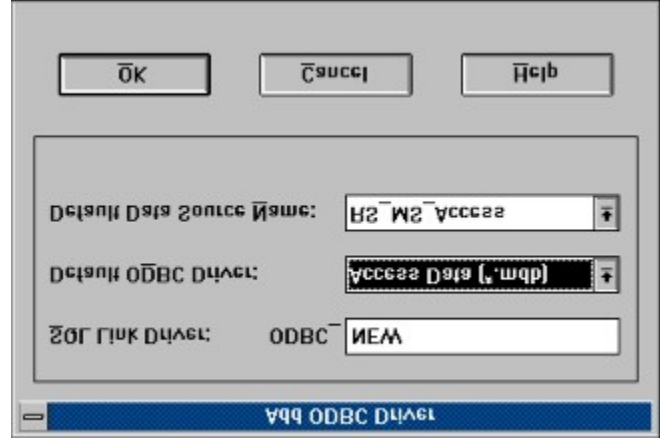 Add ODBC Driver
SQL Link Driver: ODBC_ NEW
Default ODBC Driver: Access Data (*.mdb)
Default Data Source Name: RS_MS_Access
OK Cancel Help